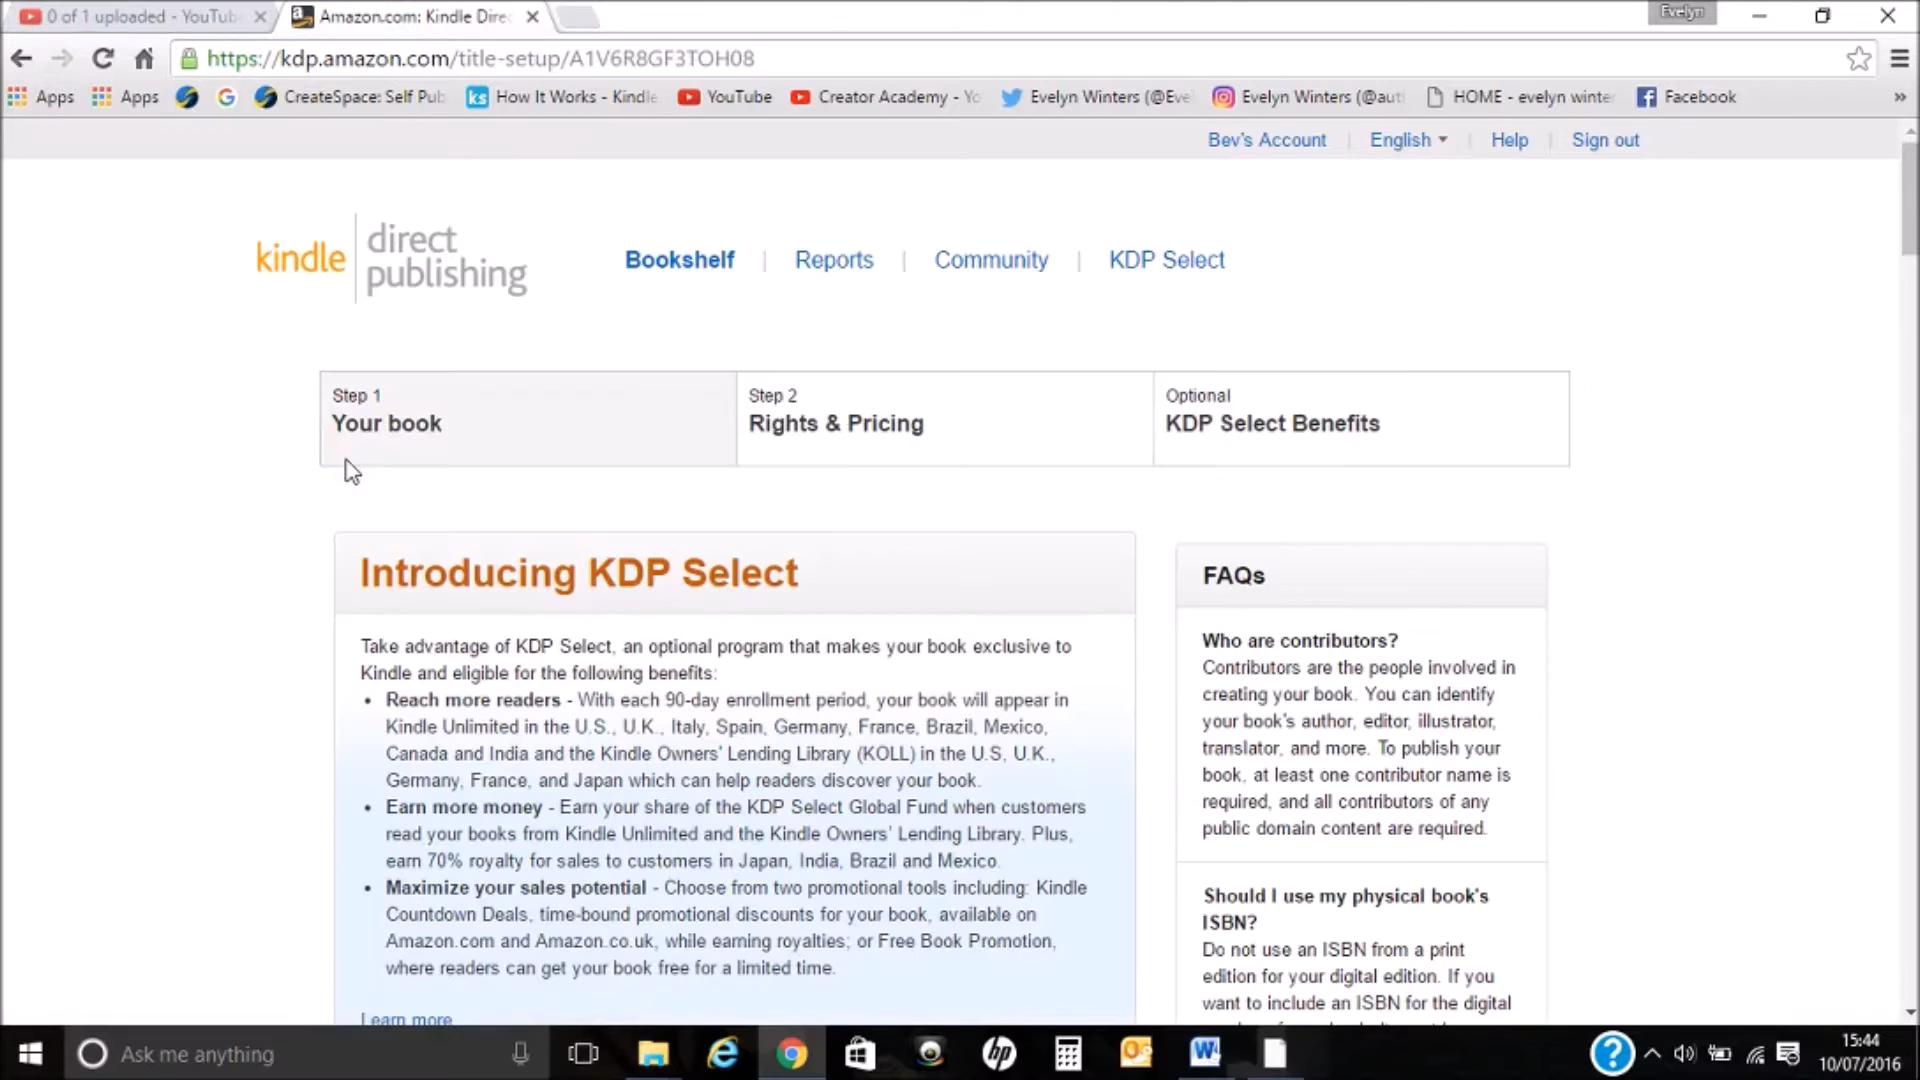 0 of 1 uploaded - YouTub
Amazon.com: Kindle Dire
Evelyn
https://kdp.amazon.com/title-setup/A1V6R8GF3TOH08
Apps
Apps
CreateSpace: Self Pub
ks
How It Works - Kindle
YouTube
Creator Academy - Yo
Evelyn Winters (@Eve
Evelyn Winters (@aut
HOME - evelyn winte
Facebook
Bev's Account
English
Help
Sign out
kindle direct publishing
Bookshelf
Reports
Community
KDP Select
Step 1
Your book
Step 2
Rights & Pricing
Optional
KDP Select Benefits
Introducing KDP Select
Take advantage of KDP Select, an optional program that makes your book exclusive to
Kindle and eligible for the following benefits:
• Reach more readers - With each 90-day enrollment period, your book will appear in
Kindle Unlimited in the U.S., U.K., Italy, Spain, Germany, France, Brazil, Mexico,
Canada and India and the Kindle Owners' Lending Library (KOLL) in the U.S, U.K.,
Germany, France, and Japan which can help readers discover your book.
• Earn more money - Earn your share of the KDP Select Global Fund when customers
read your books from Kindle Unlimited and the Kindle Owners' Lending Library. Plus,
earn 70% royalty for sales to customers in Japan, India, Brazil and Mexico.
• Maximize your sales potential - Choose from two promotional tools including: Kindle
Countdown Deals, time-bound promotional discounts for your book, available on
Amazon.com and Amazon.co.uk, while earning royalties; or Free Book Promotion,
where readers can get your book free for a limited time.
Learn more
FAQs
Who are contributors?
Contributors are the people involved in
creating your book. You can identify
your book's author, editor, illustrator,
translator, and more. To publish your
book, at least one contributor name is
required, and all contributors of any
public domain content are required.
Should I use my physical book's
ISBN?
Do not use an ISBN from a print
edition for your digital edition. If you
want to include an ISBN for the digital
Ask me anything
hp
15:44
10/07/2016